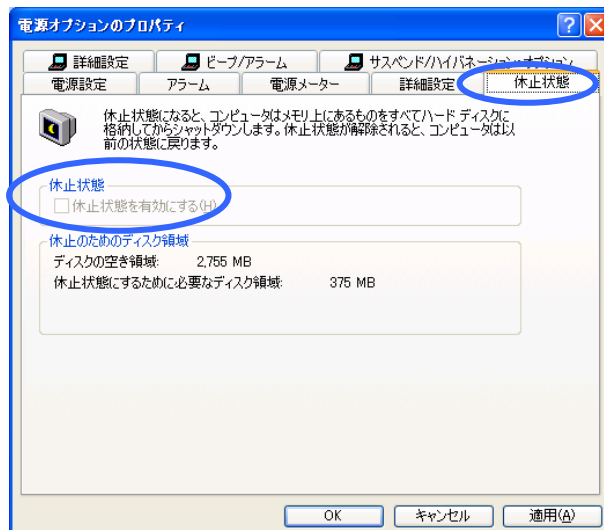 電源オプションのプロパティ
詳細設定 ビープ/アラーム サスペンド/ハイバネーション・オプション
電源設定 アラーム 電源メーター 詳細設定 休止状態
休止状態になると、コンピュータはメモリ上にあるものをすべてハード ディスクに
格納してからシャットダウンします。休止状態が解除されると、コンピュータは以
前の状態に戻ります。
休止状態
休止状態を有効にする(H)
休止のためのディスク領域
ディスクの空き領域: 2,755 MB
休止状態にするために必要なディスク領域: 375 MB
OK キャンセル 適用(A)